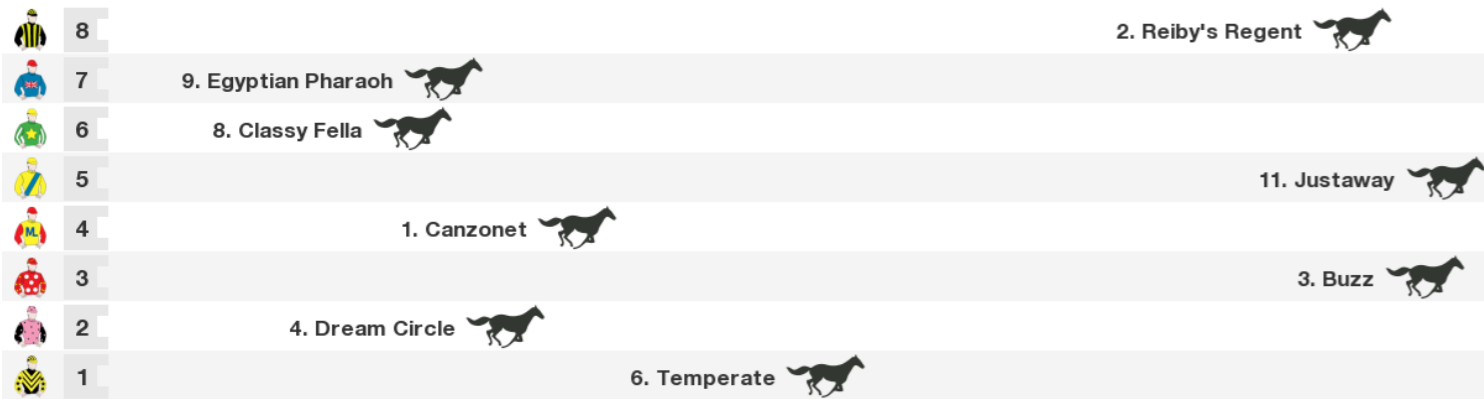 8 2. Reiby's Regent
7 9. Egyptian Pharaoh
6 8. Classy Fella
5 11. Justaway
ML 4 1. Canzonet
3 3. Buzz
2 4. Dream Circle
1 6. Temperate